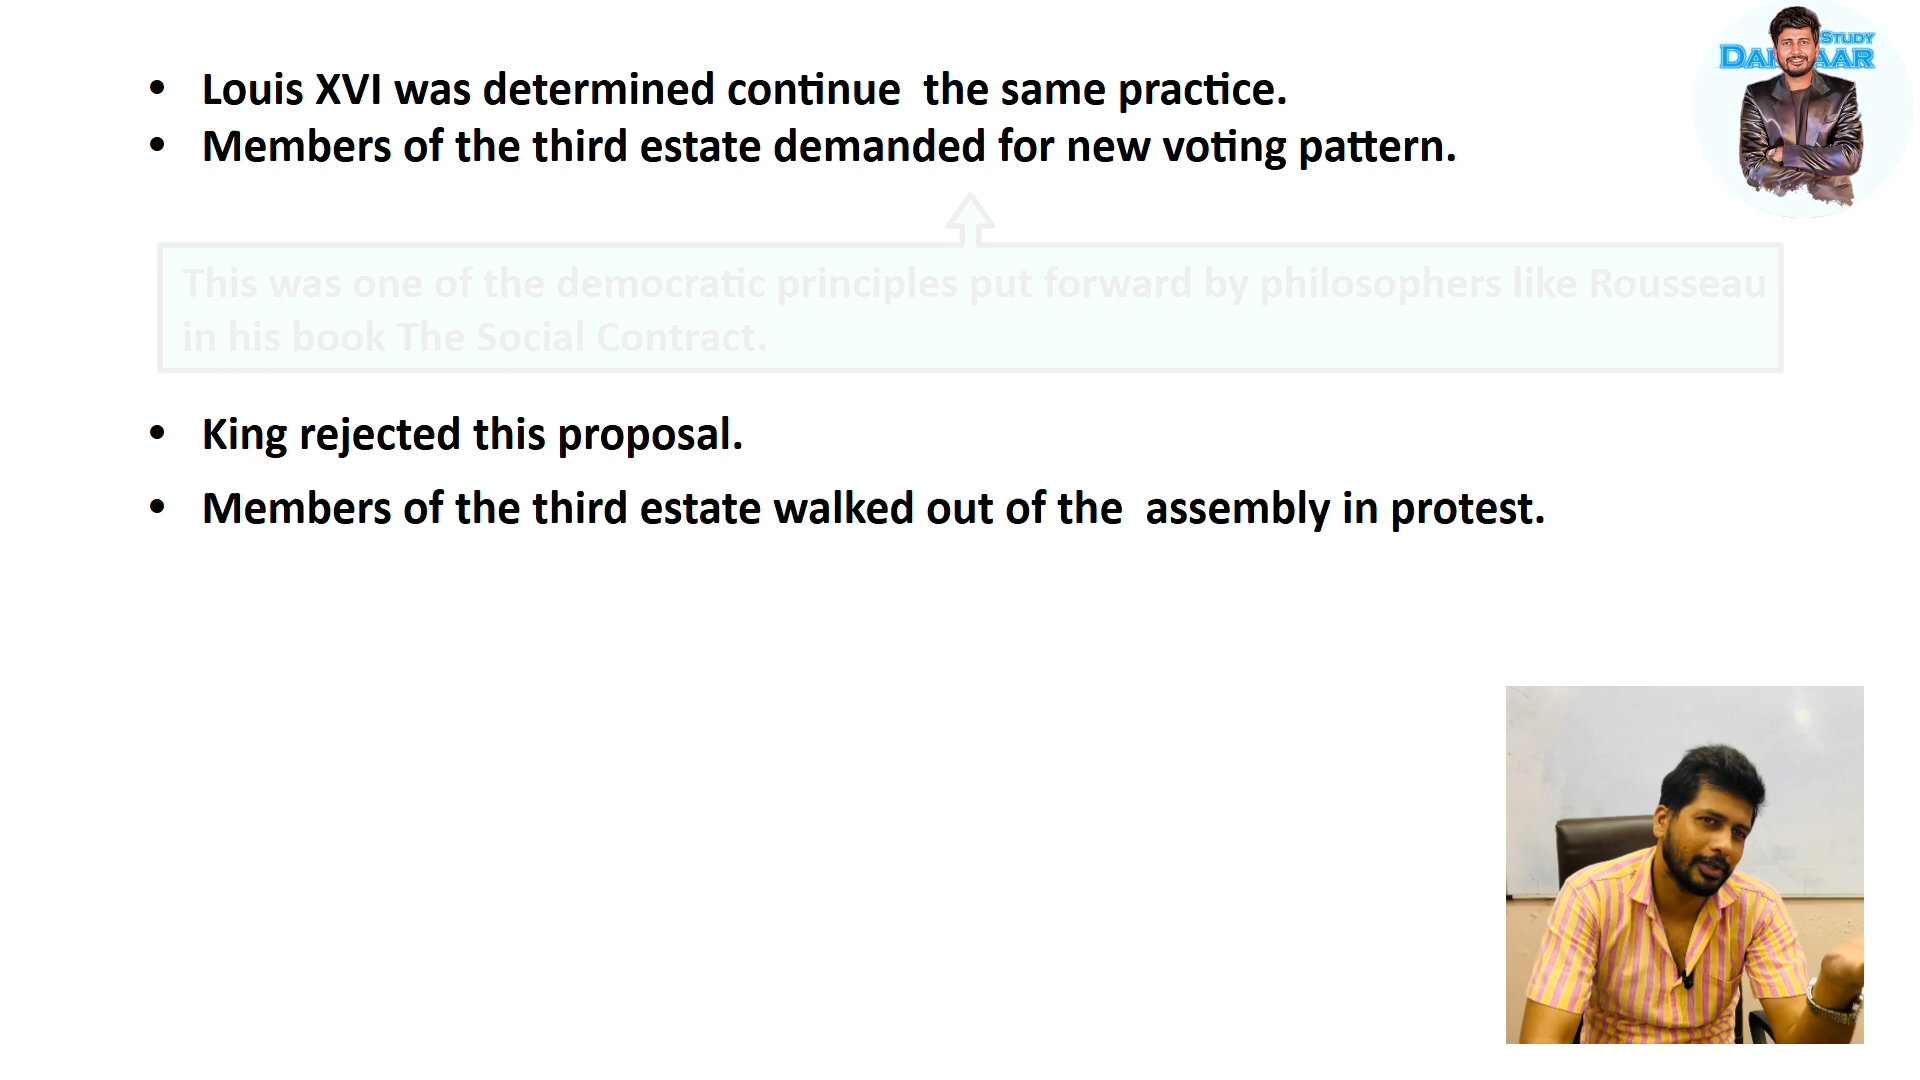 • Louis XVI was determined continue  the same practice.
• Members of the third estate demanded for new voting pattern.
This was one of the democratic principles put forward by philosophers like Rousseau
in his book The Social Contract.
• King rejected this proposal.
• Members of the third estate walked out of the  assembly in protest.
STUDY